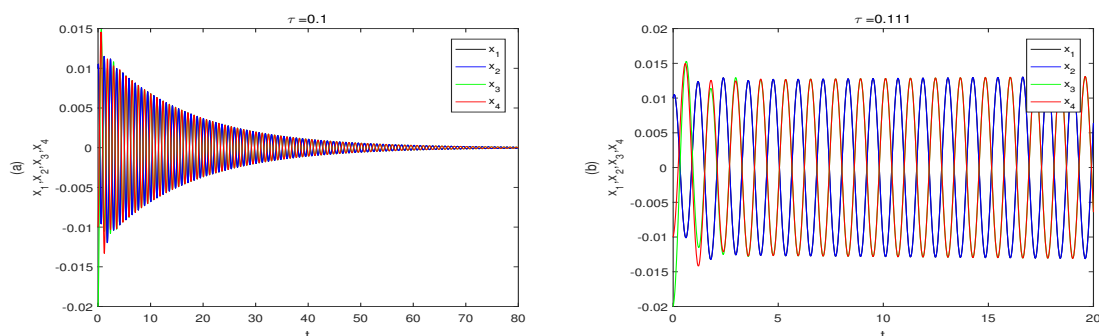 τ =0.1
0.015
0.01
0.005
0
-0.005
-0.01
-0.015
-0.02
0 10 20 30 40 50 60 70 80
t
(a)
x1,x2,x3,x4
x1
x2
x3
x4
τ =0.111
0.02
0.015
0.01
0.005
0
-0.005
-0.01
-0.015
-0.02
0 5 10 15 20
t
(b)
x1,x2,x3,x4
x1
x2
x3
x4